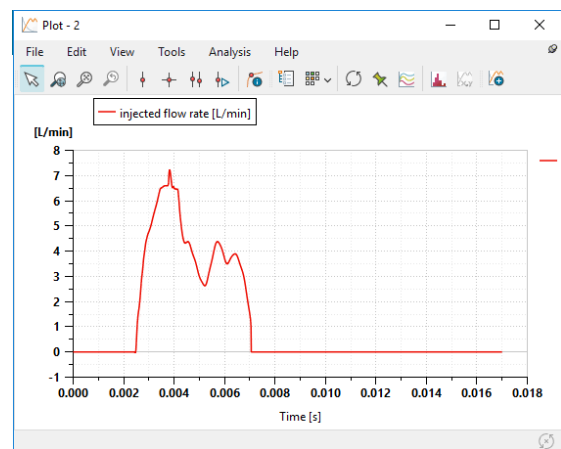 Plot - 2
File Edit View Tools Analysis Help
injected flow rate [L/min]
[L/min]
8
7
6
5
4
3
2
1
0
-1
0.000 0.002 0.004 0.006 0.008 0.010 0.012 0.014 0.016 0.018
Time [s]